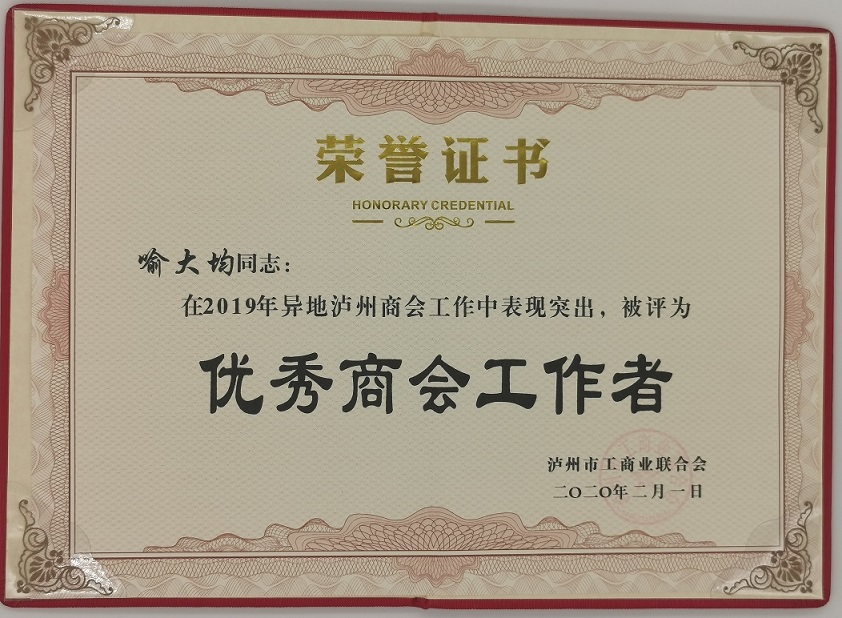 荣誉证书
HONORARY CREDENTIAL
喻大均同志：
在2019年异地泸州商会工作中表现突出，被评为
优秀商会工作者
泸州市工商业联合会
二〇二〇年二月一日